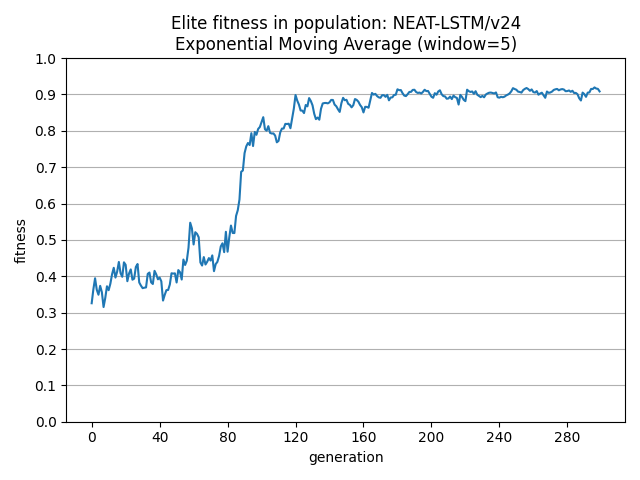 Elite fitness in population: NEAT-LSTM/v24
Exponential Moving Average (window=5)
1.0
0.9
0.8
0.7
0.6
0.5
0.4
0.3
0.2
0.1
0.0
fitness
0 40 80 120 160 200 240 280
generation